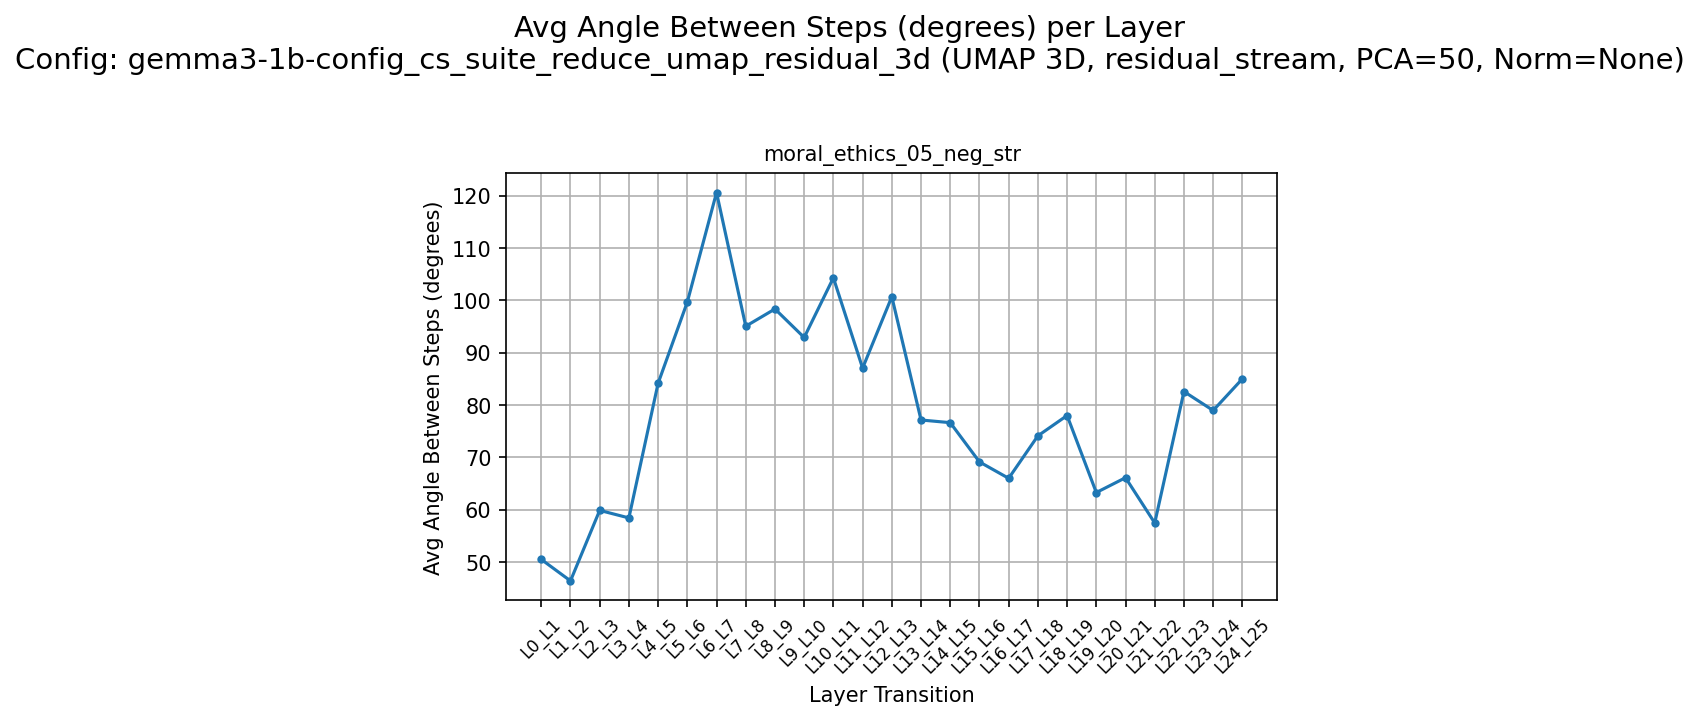 Avg Angle Between Steps (degrees) per Layer
Config: gemma3-1b-config_cs_suite_reduce_umap_residual_3d (UMAP 3D, residual_stream, PCA=50, Norm=None)
moral_ethics_05_neg_str
Avg Angle Between Steps (degrees)
120
110
100
90
80
70
60
50
L0_L1
L1_L2
L2_L3
L3_L4
L4_L5
L5_L6
L6_L7
L7_L8
L8_L9
L9_L10
L10_L11
L11_L12
L12_L13
L13_L14
L14_L15
L15_L16
L16_L17
L17_L18
L18_L19
L19_L20
L20_L21
L21_L22
L22_L23
L23_L24
L24_L25
Layer Transition